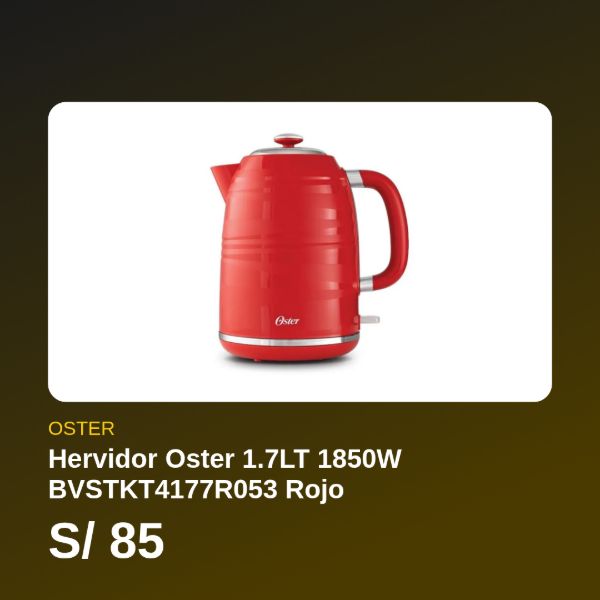 Oster
OSTER
Hervidor Oster 1.7LT 1850W
BVSTKT4177R053 Rojo
S/ 85